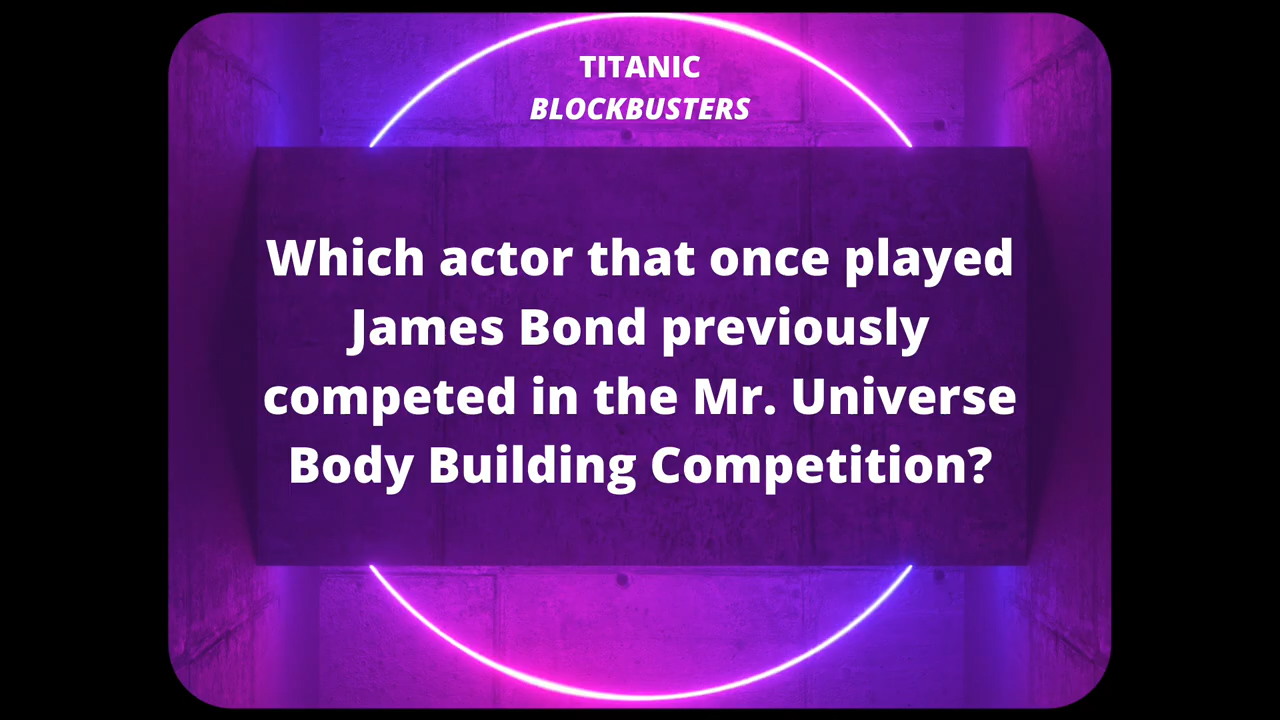 TITANIC
BLOCKBUSTERS
Which actor that once played
James Bond previously
competed in the Mr. Universe
Body Building Competition?